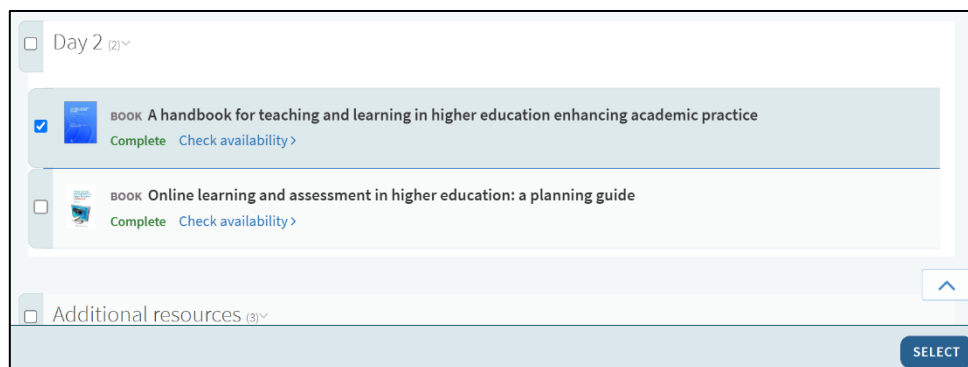 Day 2 (2)
BOOK A handbook for teaching and learning in higher education enhancing academic practice
Complete Check availability >
BOOK Online learning and assessment in higher education: a planning guide
Complete Check availability >
Additional resources (3)
SELECT